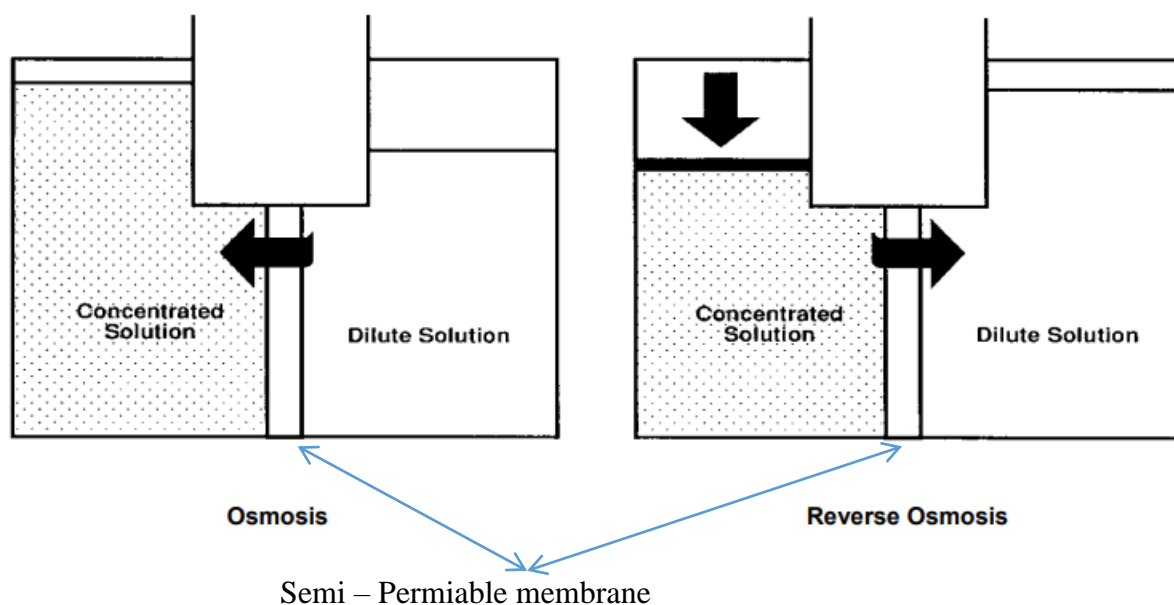 Concentrated
Solution
Dilute Solution
Concentrated
Solution
Dilute Solution
Osmosis
Reverse Osmosis
Semi – Permiable membrane